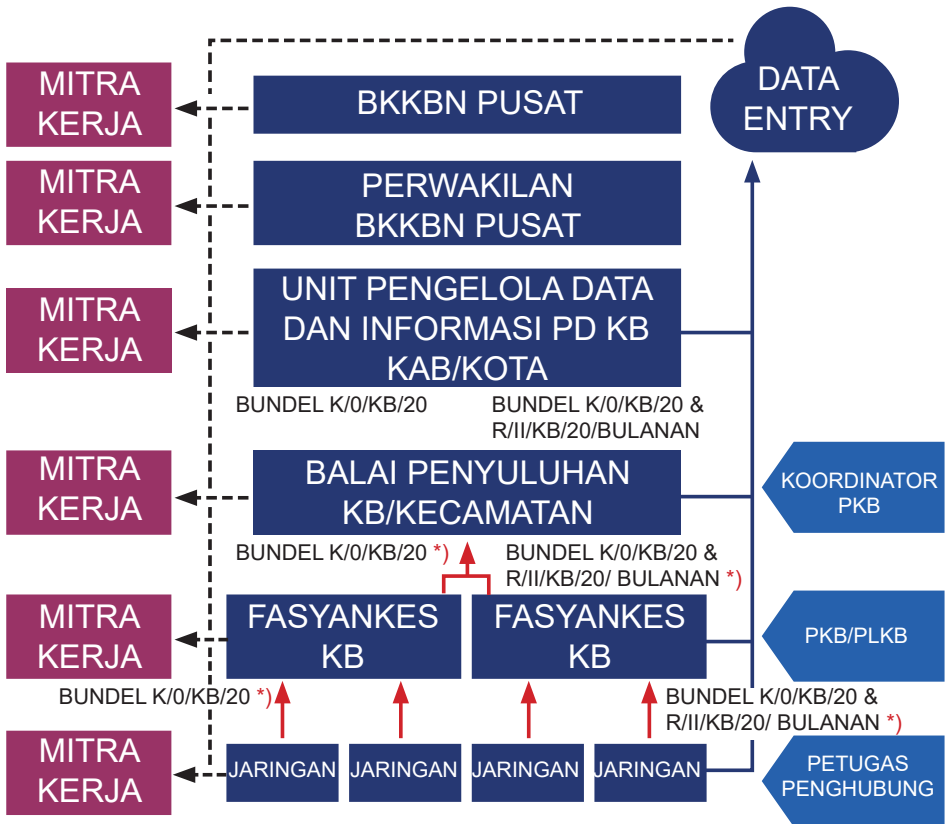 MITRA
KERJA
BKKBN PUSAT
DATA
ENTRY
MITRA
KERJA
PERWAKILAN
BKKBN PUSAT
MITRA
KERJA
UNIT PENGELOLA DATA
DAN INFORMASI PD KB
KAB/KOTA
BUNDEL K/0/KB/20
BUNDEL K/0/KB/20 &
R/II/KB/20/BULANAN
MITRA
KERJA
BALAI PENYULUHAN
KB/KECAMATAN
KOORDINATOR
PKB
BUNDEL K/0/KB/20 *)
BUNDEL K/0/KB/20 &
R/II/KB/20/ BULANAN *)
MITRA
KERJA
FASYANKES
KB
FASYANKES
KB
PKB/PLKB
BUNDEL K/0/KB/20 *)
BUNDEL K/0/KB/20 &
R/II/KB/20/ BULANAN *)
MITRA
KERJA
JARINGAN
JARINGAN
JARINGAN
JARINGAN
PETUGAS
PENGHUBUNG